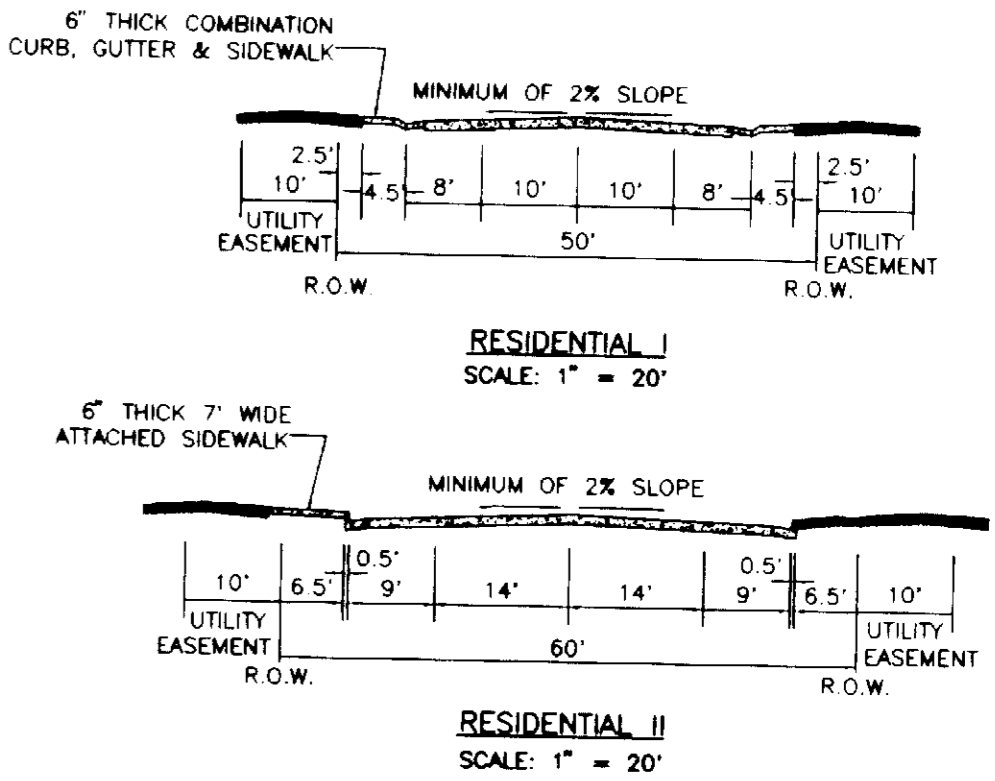 6" THICK COMBINATION
CURB, GUTTER & SIDEWALK
MINIMUM OF 2% SLOPE
2.5'
2.5'
10'
4.5'
8'
10'
10'
8'
4.5'
10'
UTILITY
EASEMENT
50'
UTILITY
EASEMENT
R.O.W.
R.O.W.
RESIDENTIAL I
SCALE: 1" = 20'
6" THICK 7' WIDE
ATTACHED SIDEWALK
MINIMUM OF 2% SLOPE
0.5'
0.5'
10'
6.5'
9'
14'
14'
9'
6.5'
10'
UTILITY
EASEMENT
60'
UTILITY
EASEMENT
R.O.W.
R.O.W.
RESIDENTIAL II
SCALE: 1" = 20'